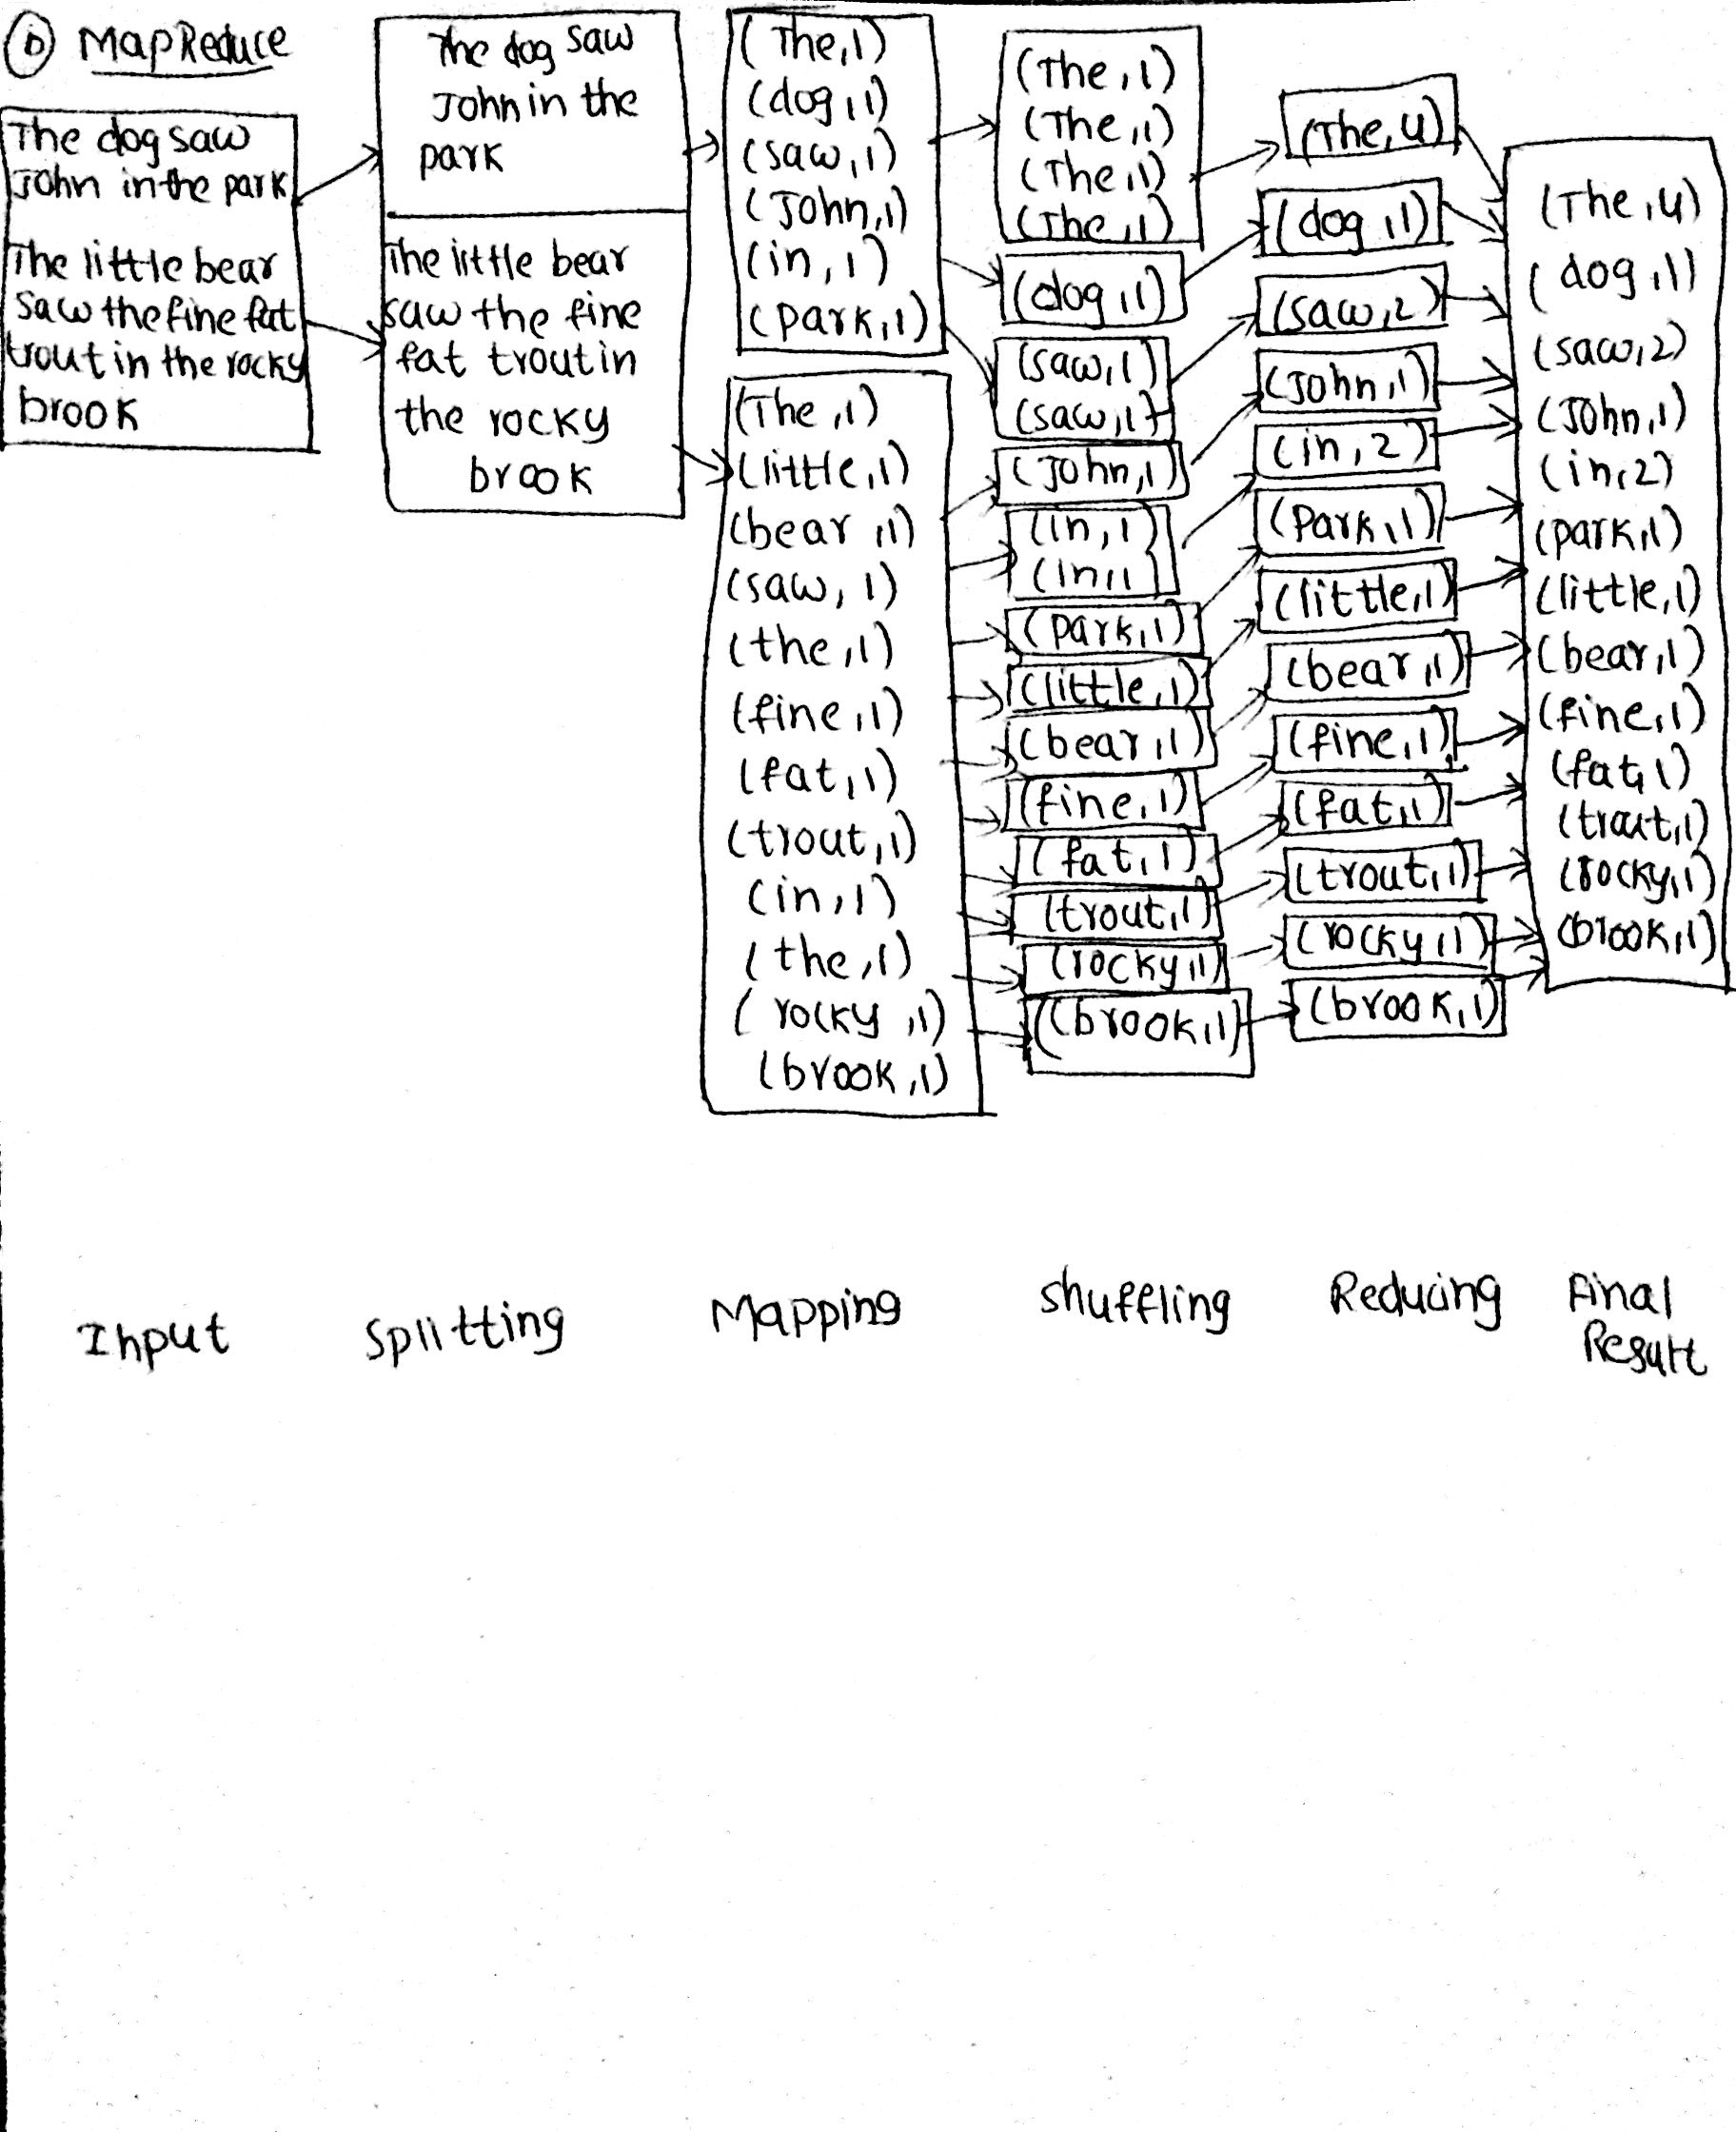 D MapReduce
The dog saw
John in the park
The little bear
saw the fine fat
trout in the rocky
brook
The dog saw
John in the
park
The little bear
saw the fine
fat trout in
the rocky
brook
(The,1)
(dog,1)
(saw,1)
(John,1)
(in,1)
(Park,1)
(The,1)
(little,1)
(bear,1)
(saw,1)
(the,1)
(fine,1)
(fat,1)
(trout,1)
(in,1)
(the,1)
(rocky,1)
(brook,1)
(The,1)
(The,1)
(The,1)
(The,1)
(dog,1)
(saw,1)
(saw,1)
(John,1)
(in,1)
(in,1
(park,1)
(little,1)
(bear,1)
(fine,1)
(fat,1)
(trout,1)
(rocky,1)
(brook,1)
(The,4)
(dog,1)
(saw,2)
(John,1)
(in,2)
(Park,1)
(little,1)
(bear,1)
(fine,1)
(fat,1)
(trout,1)
(rocky,1)
(brook,1)
(The,4)
(dog,1)
(saw,2)
(John,1)
(in,2)
(park,1)
(little,1)
(bear,1)
(fine,1)
(fat,1)
(trout,1)
(rocky,1)
(brook,1)
Input
Splitting
Mapping
Shuffling
Reducing
Final
Result